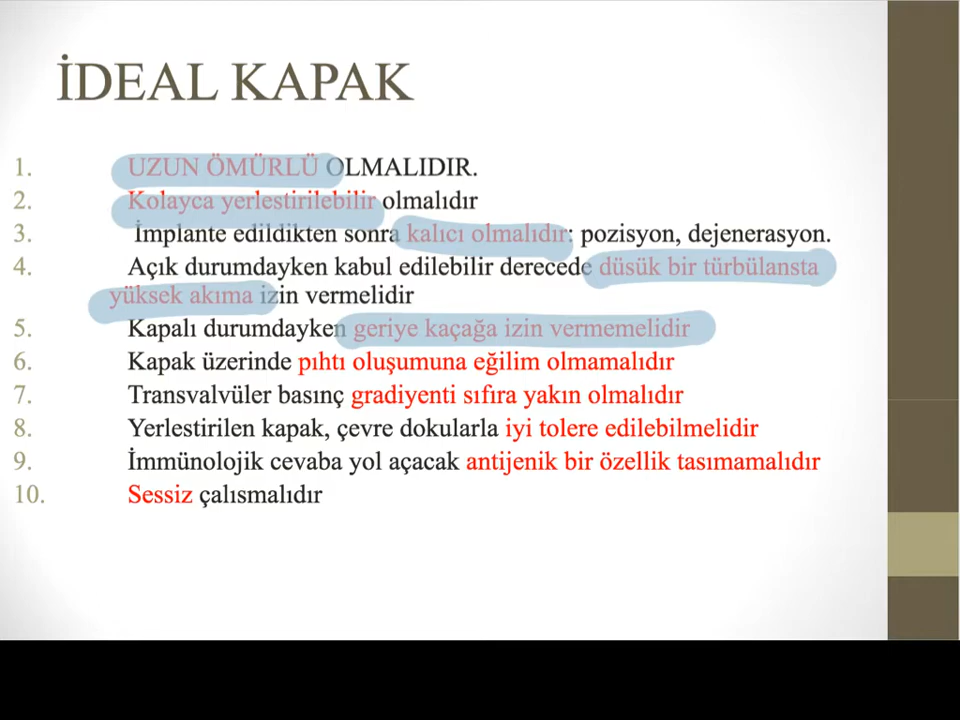 İDEAL KAPAK
1. UZUN ÖMÜRLÜ OLMALIDIR.
2. Kolayca yerlestirilebilir olmalıdır
3. İmplante edildikten sonra kalıcı olmalıdır: pozisyon, dejenerasyon.
4. Açık durumdayken kabul edilebilir derecede düsük bir türbülansta
yüksek akıma izin vermelidir
5. Kapalı durumdayken geriye kaçağa izin vermemelidir
6. Kapak üzerinde pıhtı oluşumuna eğilim olmamalıdır
7. Transvalvüler basınç gradiyenti sıfıra yakın olmalıdır
8. Yerlestirilen kapak, çevre dokularla iyi tolere edilebilmelidir
9. İmmünolojik cevaba yol açacak antijenik bir özellik tasımamalıdır
10. Sessiz çalısmalıdır